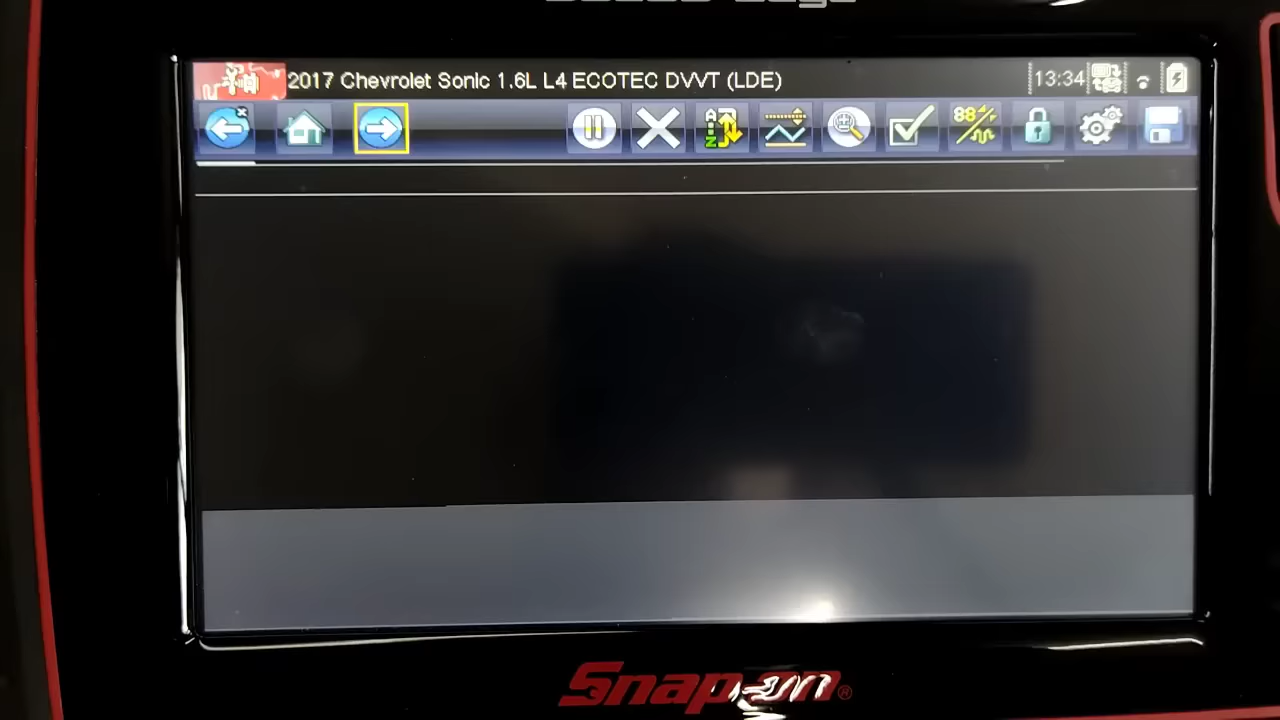 2017 Chevrolet Sonic 1.6L L4 ECOTEC DVVT (LDE)
13:34
A
Z
88
Snap-on®